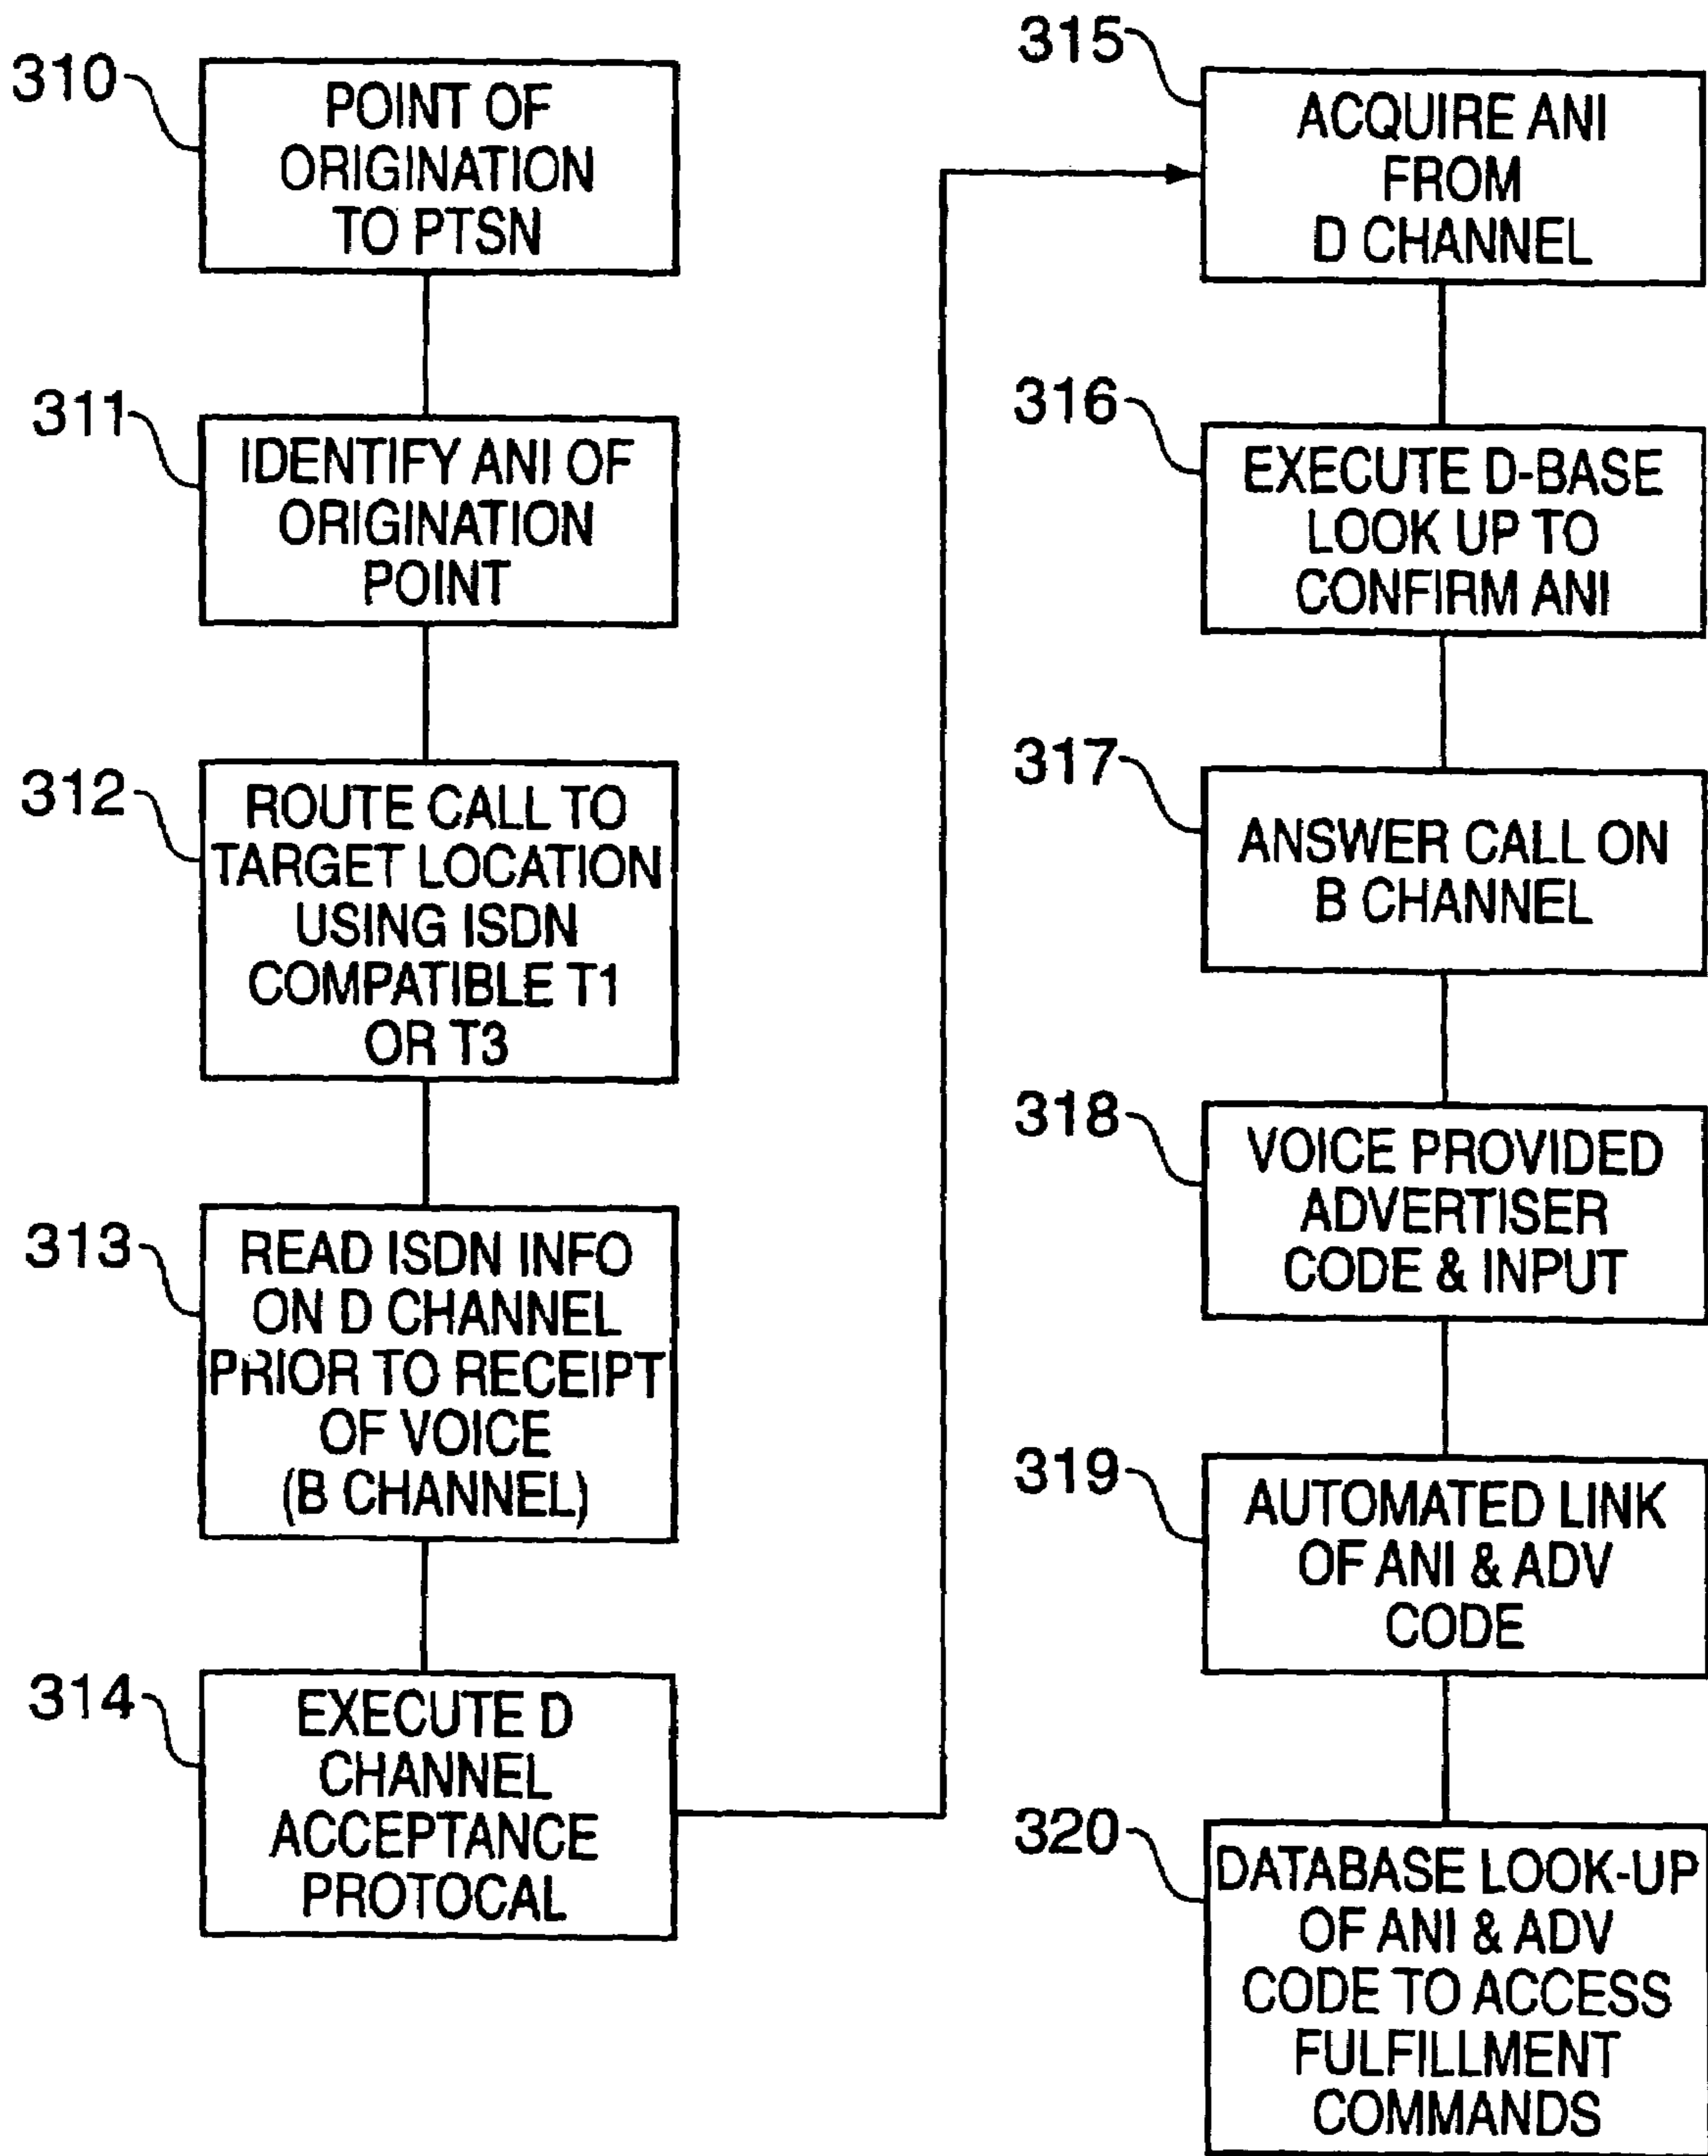 310
POINT OF
ORIGINATION
TO PTSN
311
IDENTIFY ANI OF
ORIGINATION
POINT
312
ROUTE CALL TO
TARGET LOCATION
USING ISDN
COMPATIBLE T1
OR T3
313
READ ISDN INFO
ON D CHANNEL
PRIOR TO RECEIPT
OF VOICE
(B CHANNEL)
314
EXECUTE D
CHANNEL
ACCEPTANCE
PROTOCAL
315
ACQUIRE ANI
FROM
D CHANNEL
316
EXECUTE D-BASE
LOOK UP TO
CONFIRM ANI
317
ANSWER CALL ON
B CHANNEL
318
VOICE PROVIDED
ADVERTISER
CODE & INPUT
319
AUTOMATED LINK
OF ANI & ADV
CODE
320
DATABASE LOOK-UP
OF ANI & ADV
CODE TO ACCESS
FULFILLMENT
COMMANDS